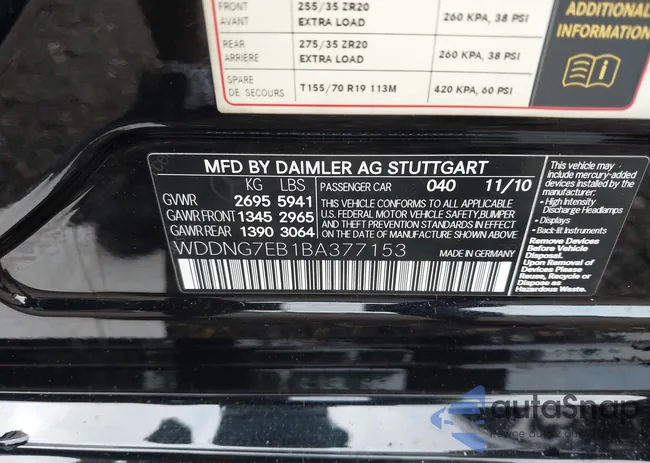 FRONT 255/35 ZR20 260 KPA, 38 PSI
AVANT EXTRA LOAD
REAR 275/35 ZR20
ARRIERE EXTRA LOAD 260 KPA, 38 PSI
SPARE
DE SECOURS T155/70 R19 113M 420 KPA, 60 PSI
ADDITIONAL
INFORMATION
MFD BY DAIMLER AG STUTTGART
KG LBS
GVWR 2695 5941
GAWR FRONT 1345 2965
GAWR REAR 1390 3064
PASSENGER CAR 040 11/10
THIS VEHICLE CONFORMS TO ALL APPLICABLE
U.S. FEDERAL MOTOR VEHICLE SAFETY, BUMPER
AND THEFT PREVENTION STANDARDS IN EFFECT
ON THE DATE OF MANUFACTURE SHOWN ABOVE.
WDDNG7EB1BA377153
MADE IN GERMANY
This vehicle may
include mercury-added
devices installed by the
manufacturer:
• High Intensity
Discharge Headlamps
• Displays
• Back-lit Instruments
Remove Devices
Before Vehicle
Disposal.
Upon Removal of
Devices Please
Reuse, Recycle or
Dispose as
Hazardous Waste.
autoSnap